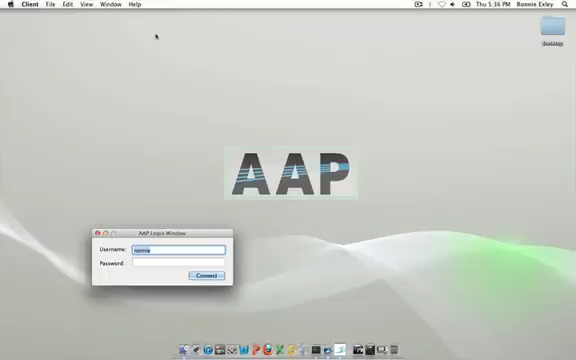 Client File Edit View Window Help Thu 5:36 PM Ronnie Exley
Desktop
AAP
AAP Login Window
Username: ronnie
Password:
Connect